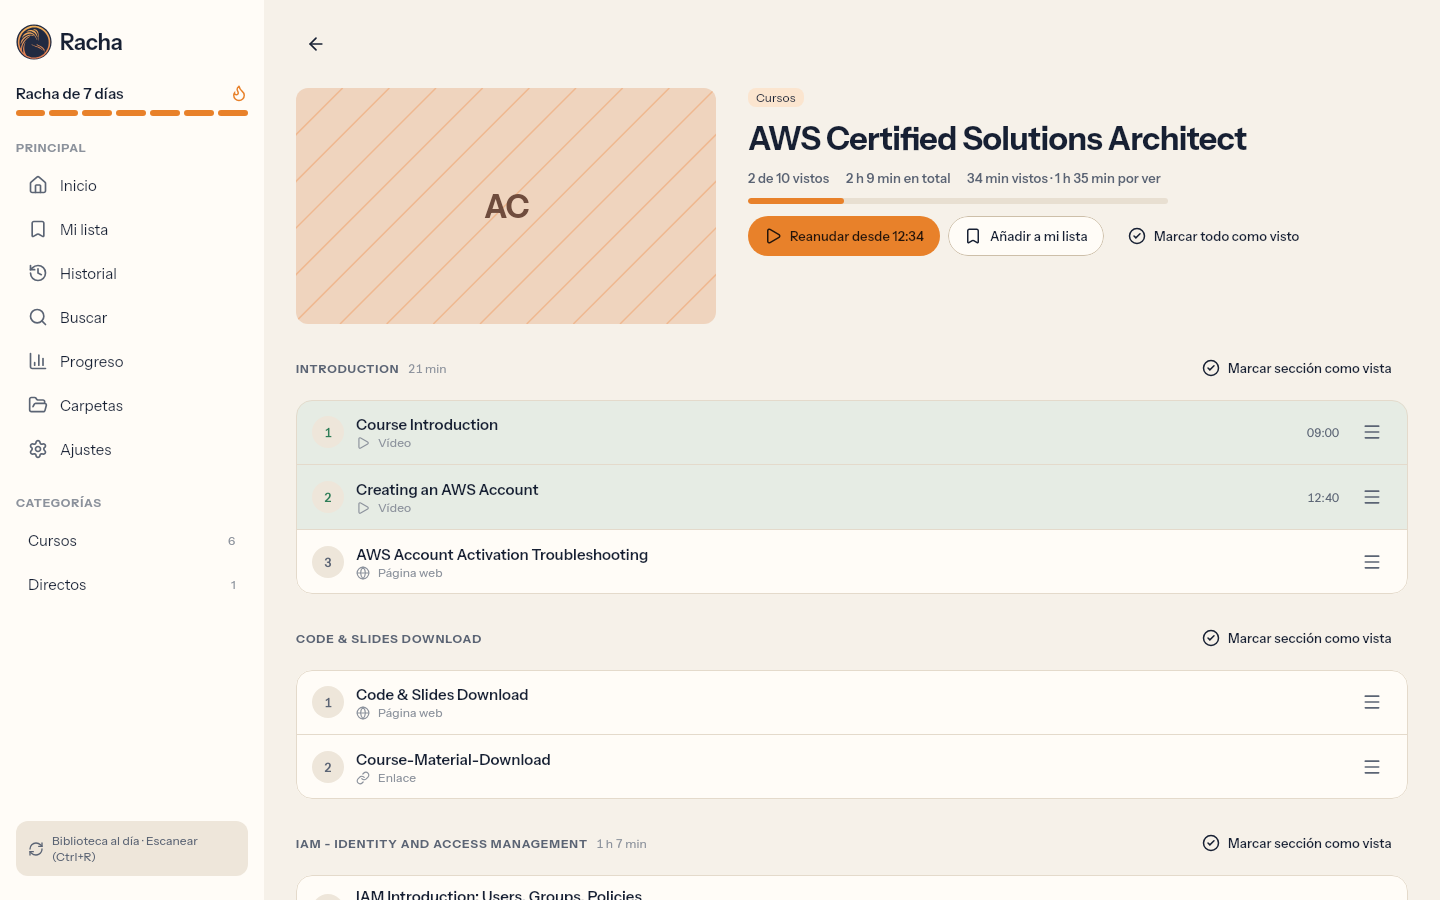 Racha
Racha de 7 días
PRINCIPAL
Inicio
Mi lista
Historial
Buscar
Progreso
Carpetas
Ajustes
CATEGORÍAS
Cursos 6
Directos 1
Biblioteca al día · Escanear
(Ctrl+R)
AC
Cursos
AWS Certified Solutions Architect
2 de 10 vistos 2 h 9 min en total 34 min vistos · 1 h 35 min por ver
Reanudar desde 12:34 Añadir a mi lista Marcar todo como visto
INTRODUCTION 21 min Marcar sección como vista
1 Course Introduction 09:00
Vídeo
2 Creating an AWS Account 12:40
Vídeo
3 AWS Account Activation Troubleshooting
Página web
CODE & SLIDES DOWNLOAD Marcar sección como vista
1 Code & Slides Download
Página web
2 Course-Material-Download
Enlace
IAM - IDENTITY AND ACCESS MANAGEMENT 1 h 7 min Marcar sección como vista
IAM Introduction: Users, Groups, Policies